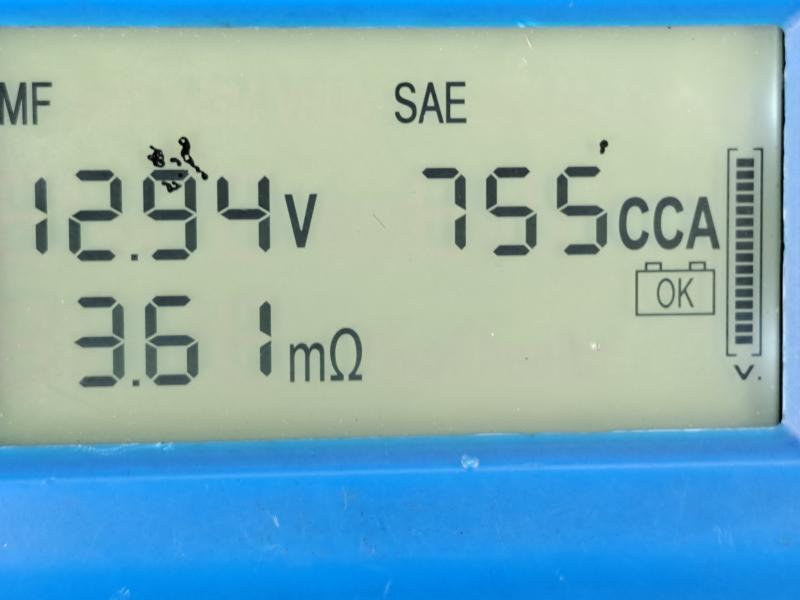 MF SAE
12.94V 755CCA
OK
3.61mΩ
V.